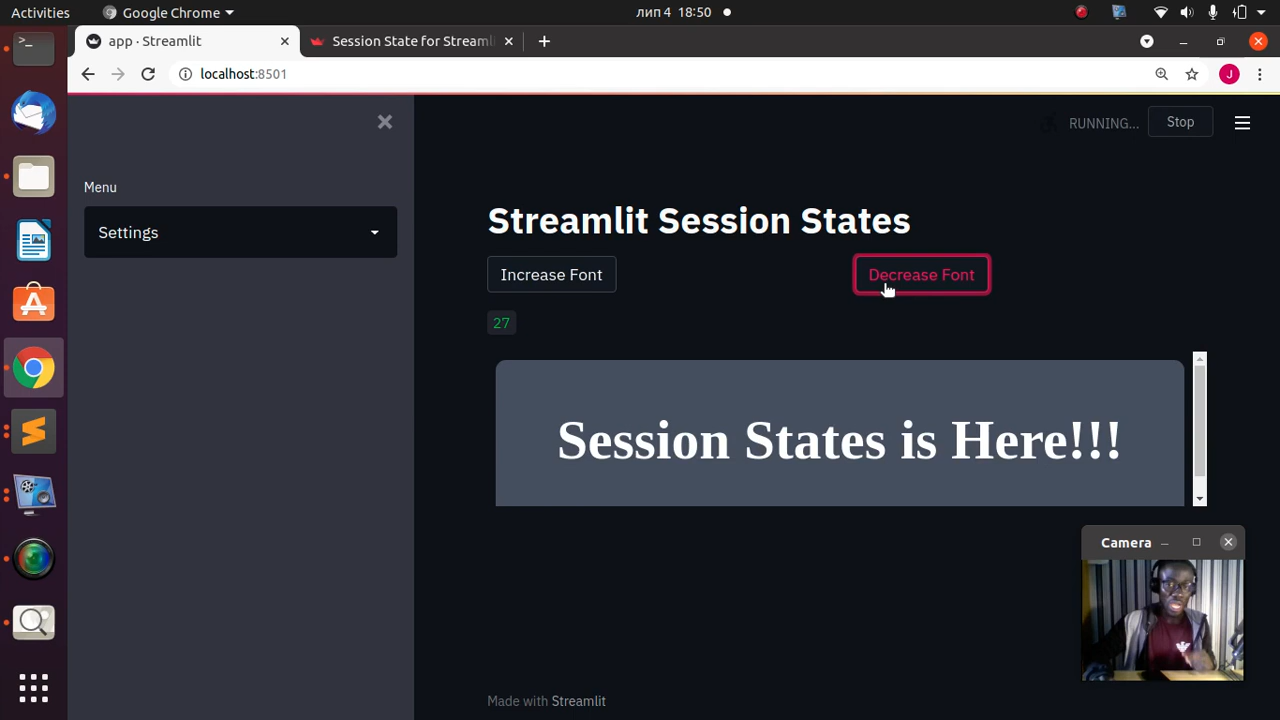 Activities
Google Chrome
лип 4 18:50
app · Streamlit
Session State for Streaml
localhost:8501
J
Menu
Settings
RUNNING...
Stop
Streamlit Session States
Increase Font
Decrease Font
27
Session States is Here!!!
Camera
Made with Streamlit